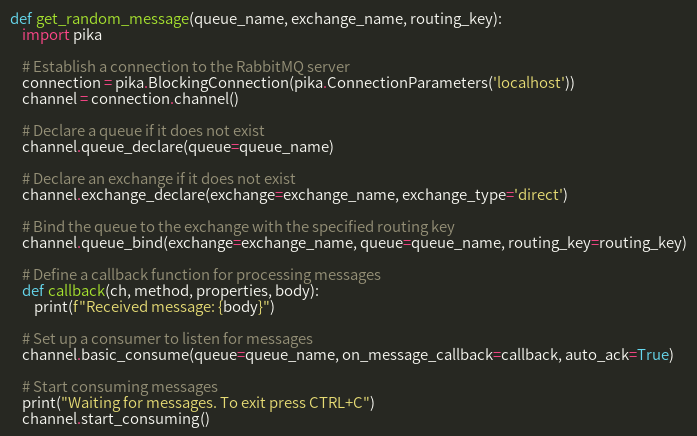 def get_random_message(queue_name, exchange_name, routing_key):
import pika
# Establish a connection to the RabbitMQ server
connection = pika.BlockingConnection(pika.ConnectionParameters('localhost'))
channel = connection.channel()
# Declare a queue if it does not exist
channel.queue_declare(queue=queue_name)
# Declare an exchange if it does not exist
channel.exchange_declare(exchange=exchange_name, exchange_type='direct')
# Bind the queue to the exchange with the specified routing key
channel.queue_bind(exchange=exchange_name, queue=queue_name, routing_key=routing_key)
# Define a callback function for processing messages
def callback(ch, method, properties, body):
print(f"Received message: {body}")
# Set up a consumer to listen for messages
channel.basic_consume(queue=queue_name, on_message_callback=callback, auto_ack=True)
# Start consuming messages
print("Waiting for messages. To exit press CTRL+C")
channel.start_consuming()